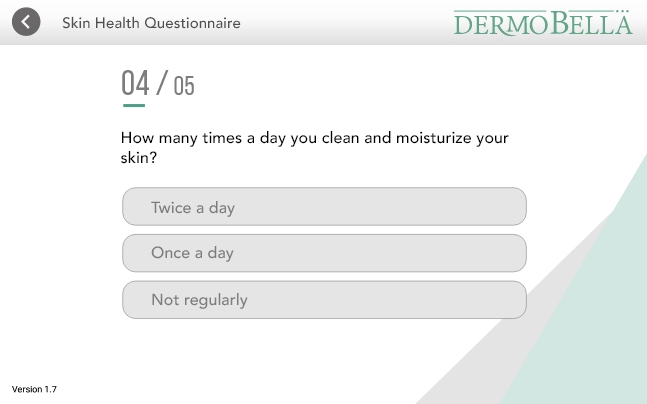 Skin Health Questionnaire
DERMOBELLA
04 / 05
How many times a day you clean and moisturize your
skin?
Twice a day
Once a day
Not regularly
Version 1.7